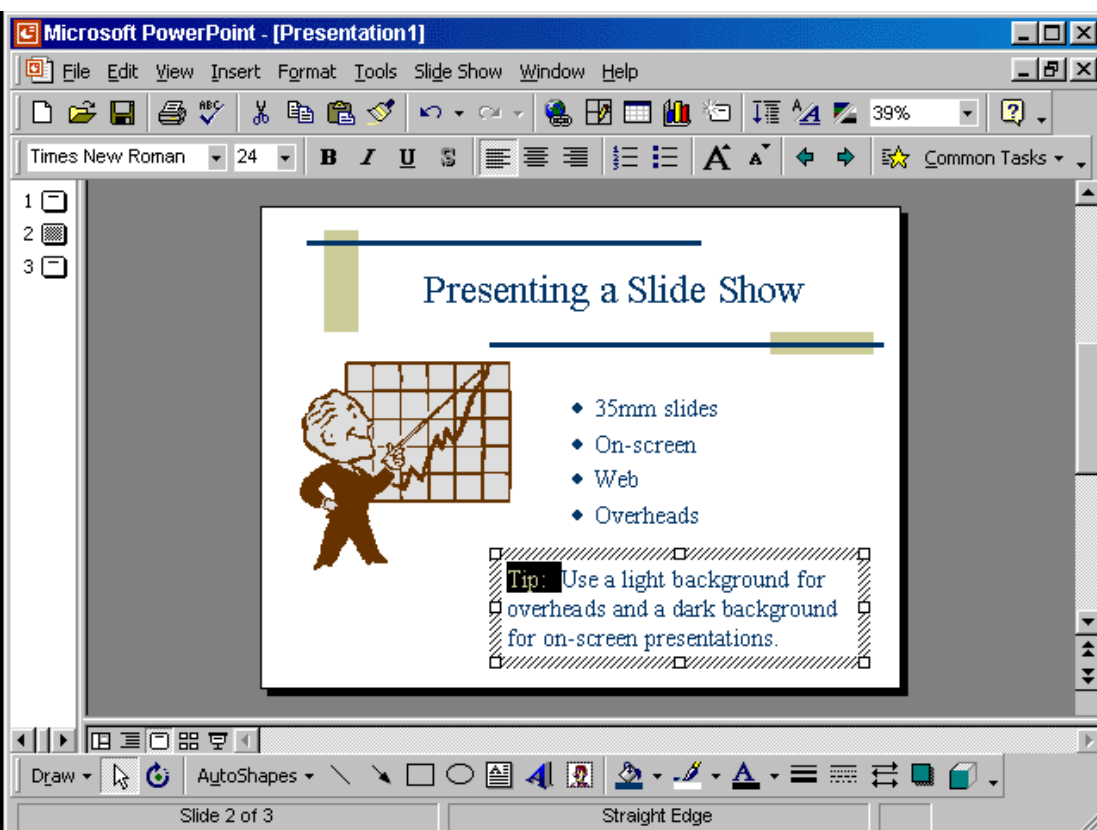 Microsoft PowerPoint - [Presentation1]
File Edit View Insert Format Tools Slide Show Window Help
ABC 39%
Times New Roman 24 B I U S A A Common Tasks
1
2
3
Presenting a Slide Show
35mm slides
On-screen
Web
Overheads
Tip: Use a light background for
overheads and a dark background
for on-screen presentations.
Draw AutoShapes
Slide 2 of 3 Straight Edge